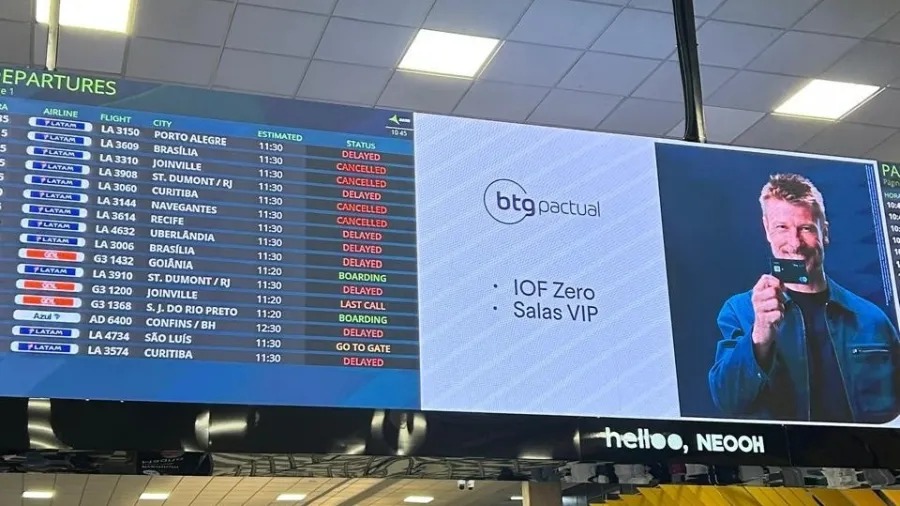 EPARTURES
AIRLINE FLIGHT CITY ESTIMATED STATUS
10:45
LATAM LA 3150 PORTO ALEGRE 11:30 DELAYED
LATAM LA 3609 BRASÍLIA 11:30 CANCELLED
LATAM LA 3310 JOINVILLE 11:30 CANCELLED
LATAM LA 3908 ST. DUMONT / RJ 11:30 DELAYED
LATAM LA 3060 CURITIBA 11:30 CANCELLED
LATAM LA 3144 NAVEGANTES 11:30 CANCELLED
LATAM LA 3614 RECIFE 11:30 DELAYED
LATAM LA 4632 UBERLÂNDIA 11:30 DELAYED
LATAM LA 3006 BRASÍLIA 11:30 DELAYED
GOL G3 1432 GOIÂNIA 11:20 BOARDING
LATAM LA 3910 ST. DUMONT / RJ 11:30 DELAYED
GOL G3 1200 JOINVILLE 11:20 LAST CALL
GOL G3 1368 S. J. DO RIO PRETO 11:20 BOARDING
Azul AD 6400 CONFINS / BH 12:30 DELAYED
LATAM LA 4734 SÃO LUÍS 11:30 GO TO GATE
LATAM LA 3574 CURITIBA 11:30 DELAYED
btg pactual
• IOF Zero
• Salas VIP
helloo, NEOOH